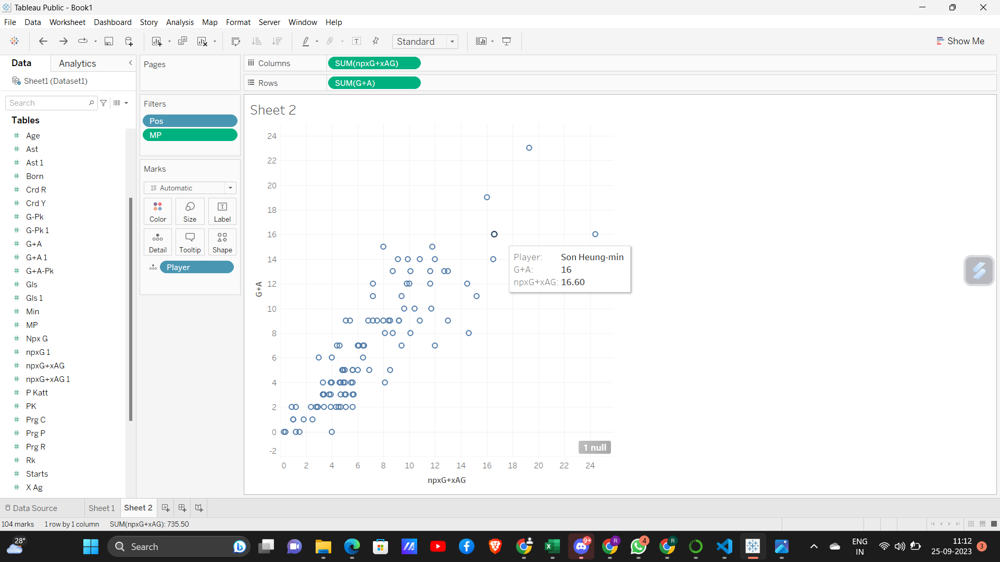 Tableau Public - Book1
File Data Worksheet Dashboard Story Analysis Map Format Server Window Help
Standard
Show Me
Data Analytics
Sheet1 (Dataset1)
Search
Tables
Age
Ast
Ast 1
Born
Crd R
Crd Y
G-Pk
G-Pk 1
G+A
G+A 1
G+A-Pk
Gls
Gls 1
Min
MP
Npx G
npxG 1
npxG+xAG
npxG+xAG 1
P Katt
PK
Prg C
Prg P
Prg R
Rk
Starts
X Ag
Pages
Filters
Pos
MP
Marks
Automatic
Color Size Label
Detail Tooltip Shape
Player
Columns SUM(npxG+xAG)
Rows SUM(G+A)
Sheet 2
24
22
20
18
16
14
12
10
8
6
4
2
0
-2
G+A
Player: Son Heung-min
G+A: 16
npxG+xAG: 16.60
1 null
0 2 4 6 8 10 12 14 16 18 20 22 24
npxG+xAG
Data Source Sheet 1 Sheet 2
104 marks 1 row by 1 column SUM(npxG+xAG): 735.50
28°
Search
9+
R
4
R
ENG
IN
11:12
25-09-2023
3